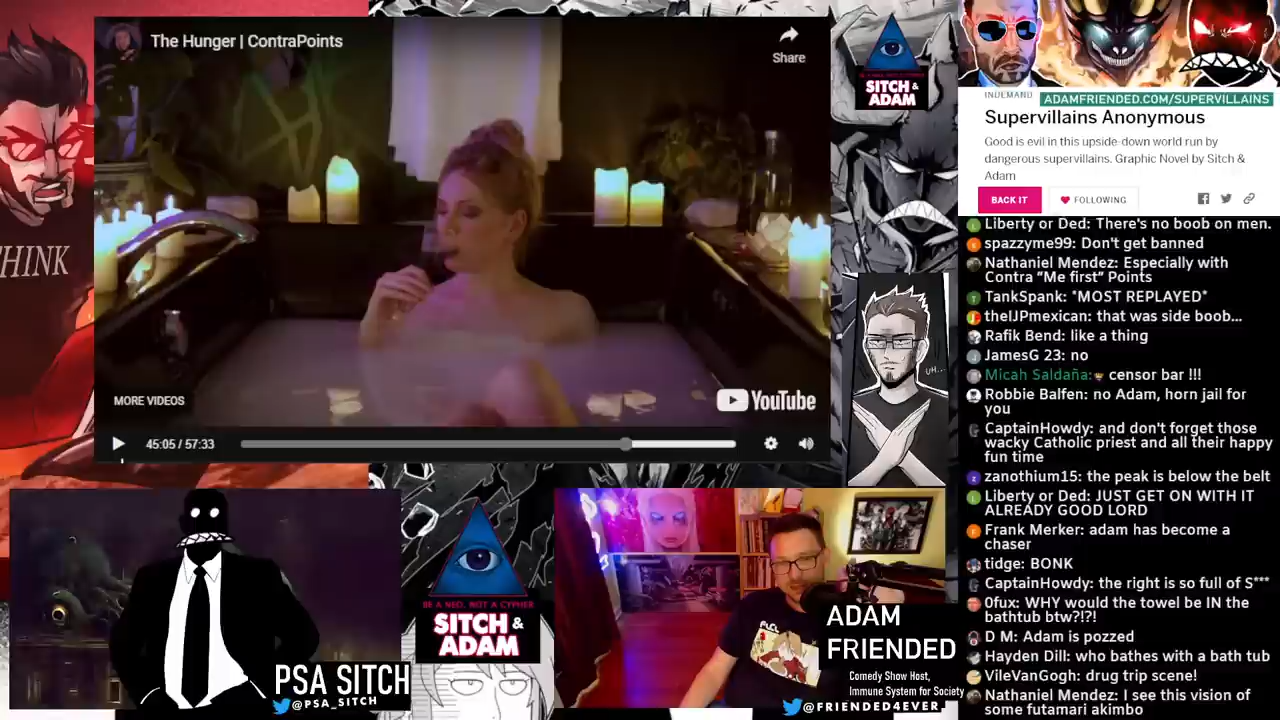 The Hunger | ContraPoints
Share
MORE VIDEOS
YouTube
45:05 / 57:33
THINK
SITCH &
ADAM
UH...
INDEMAND
ADAMFRIENDED.COM/SUPERVILLAINS
Supervillains Anonymous
Good is evil in this upside-down world run by
dangerous supervillains. Graphic Novel by Sitch &
Adam
BACK IT
FOLLOWING
Liberty or Ded: There's no boob on men.
spazzyme99: Don't get banned
Nathaniel Mendez: Especially with
Contra "Me first" Points
TankSpank: *MOST REPLAYED*
theIJPmexican: that was side boob...
Rafik Bend: like a thing
JamesG 23: no
Micah Saldaña: censor bar !!!
Robbie Balfen: no Adam, horn jail for
you
CaptainHowdy: and don't forget those
wacky Catholic priest and all their happy
fun time
zanothium15: the peak is below the belt
Liberty or Ded: JUST GET ON WITH IT
ALREADY GOOD LORD
Frank Merker: adam has become a
chaser
tidge: BONK
CaptainHowdy: the right is so full of S***
0fux: WHY would the towel be IN the
bathtub btw?!?!
D M: Adam is pozzed
Hayden Dill: who bathes with a bath tub
VileVanGogh: drug trip scene!
Nathaniel Mendez: I see this vision of
some futamari akimbo
PSA SITCH
@PSA_SITCH
BE A NEO, NOT A CYPHER
SITCH &
ADAM
ADAM
FRIENDED
Comedy Show Host,
Immune System for Society
@FRIENDED4EVER